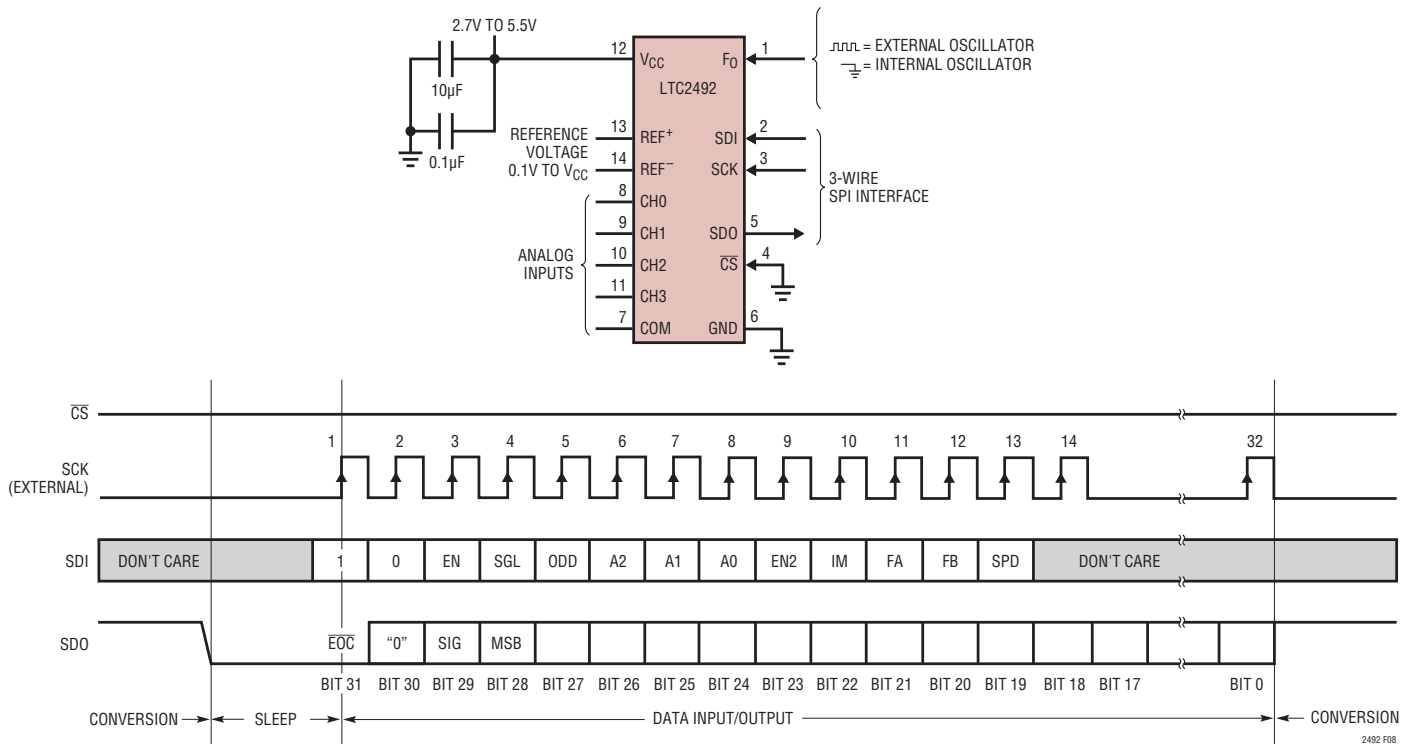 2.7V TO 5.5V
10µF
0.1µF
12
VCC
FO
1
= EXTERNAL OSCILLATOR
= INTERNAL OSCILLATOR
LTC2492
REFERENCE
VOLTAGE
0.1V TO VCC
13
REF+
14
REF–
SDI
2
SCK
3
3-WIRE
SPI INTERFACE
SDO
5
CS
4
GND
6
ANALOG
INPUTS
8
CH0
9
CH1
10
CH2
11
CH3
7
COM
CS
SCK
(EXTERNAL)
1 2 3 4 5 6 7 8 9 10 11 12 13 14 32
SDI
DON'T CARE 1 0 EN SGL ODD A2 A1 A0 EN2 IM FA FB SPD DON'T CARE
SDO
EOC "0" SIG MSB
BIT 31 BIT 30 BIT 29 BIT 28 BIT 27 BIT 26 BIT 25 BIT 24 BIT 23 BIT 22 BIT 21 BIT 20 BIT 19 BIT 18 BIT 17 BIT 0
CONVERSION SLEEP DATA INPUT/OUTPUT CONVERSION
2492 F08